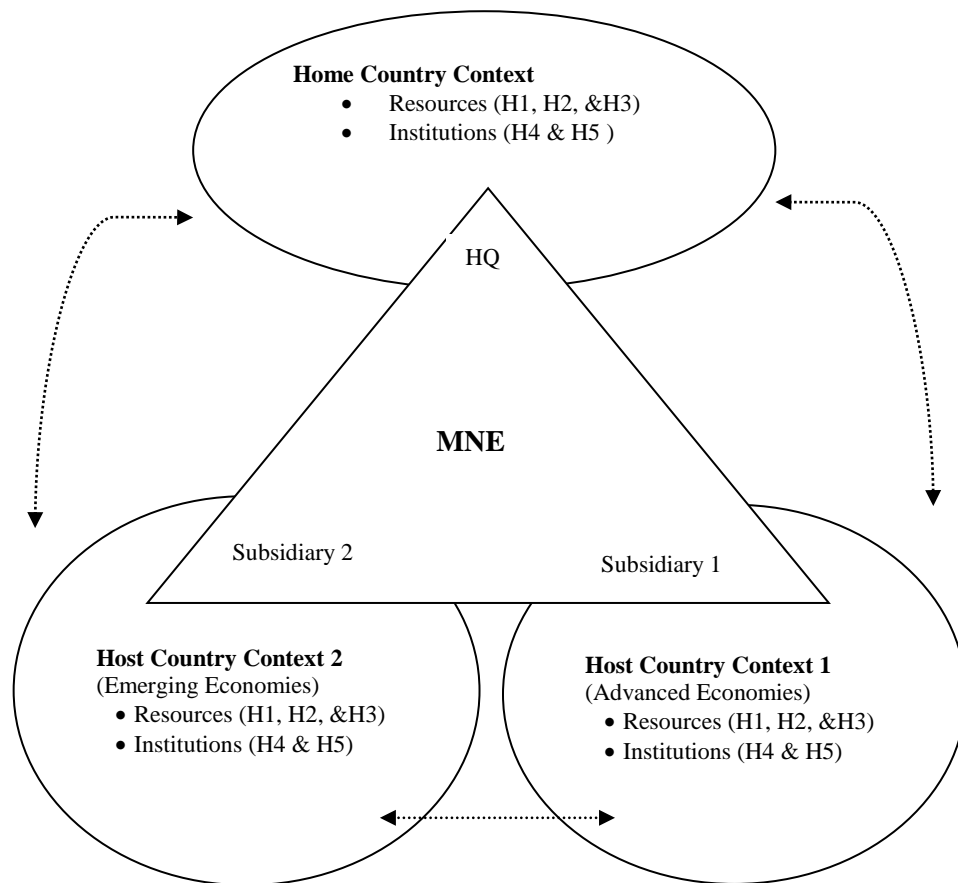 Home Country Context
• Resources (H1, H2, &H3)
• Institutions (H4 & H5 )
HQ
MNE
Subsidiary 2
Subsidiary 1
Host Country Context 2
(Emerging Economies)
• Resources (H1, H2, &H3)
• Institutions (H4 & H5)
Host Country Context 1
(Advanced Economies)
• Resources (H1, H2, &H3)
• Institutions (H4 & H5)